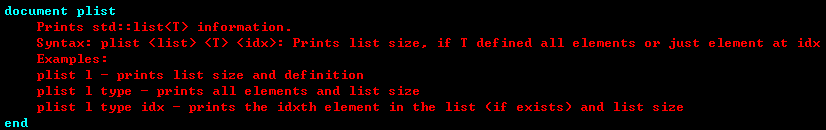 document plist
Prints std::list<T> information.
Syntax: plist <list> <T> <idx>: Prints list size, if T defined all elements or just element at idx
Examples:
plist l - prints list size and definition
plist l type - prints all elements and list size
plist l type idx - prints the idxth element in the list (if exists) and list size
end